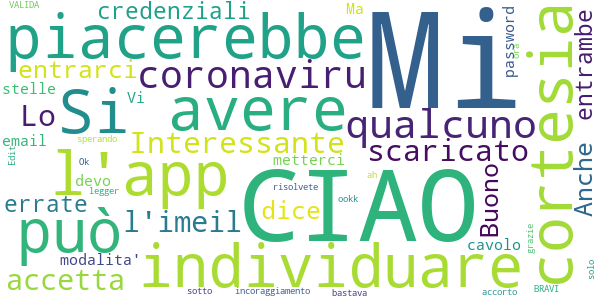 VALIDA
credenziali
Ma
piacerebbe
Mi
password
cortesia
entrambe
entrarci
coronaviru
stelle
Vi
Si
avere
Lo
qualcuno
email
sperando
Interessante
scaricato
Edit
Ok
l'app
metterci
Anche
devo
legger
CIAO
risolvete
ah
Buono
errate
l'imeil
dice
ookk
può
cavolo
grazie
modalita'
individuare
accetta
solo
sotto
incoraggiamento
bastava
accorto
BRAVI